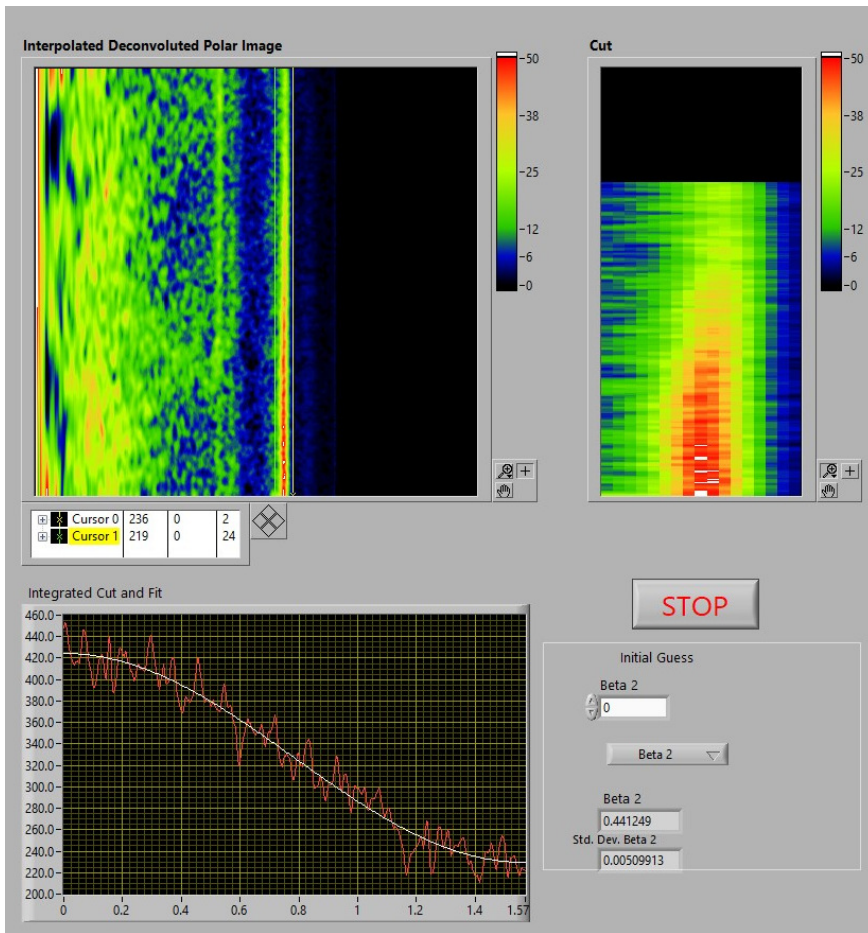 Interpolated Deconvoluted Polar Image
Cut
-50
-38
-25
-12
-6
-0
-50
-38
-25
-12
-6
-0
Cursor 0 236 0 2
Cursor 1 219 0 24
Integrated Cut and Fit
460.0-
440.0-
420.0-
400.0-
380.0-
360.0-
340.0-
320.0-
300.0-
280.0-
260.0-
240.0-
220.0-
200.0-
0 0.2 0.4 0.6 0.8 1 1.2 1.4 1.57
STOP
Initial Guess
Beta 2
0
Beta 2
Beta 2
0.441249
Std. Dev. Beta 2
0.00509913